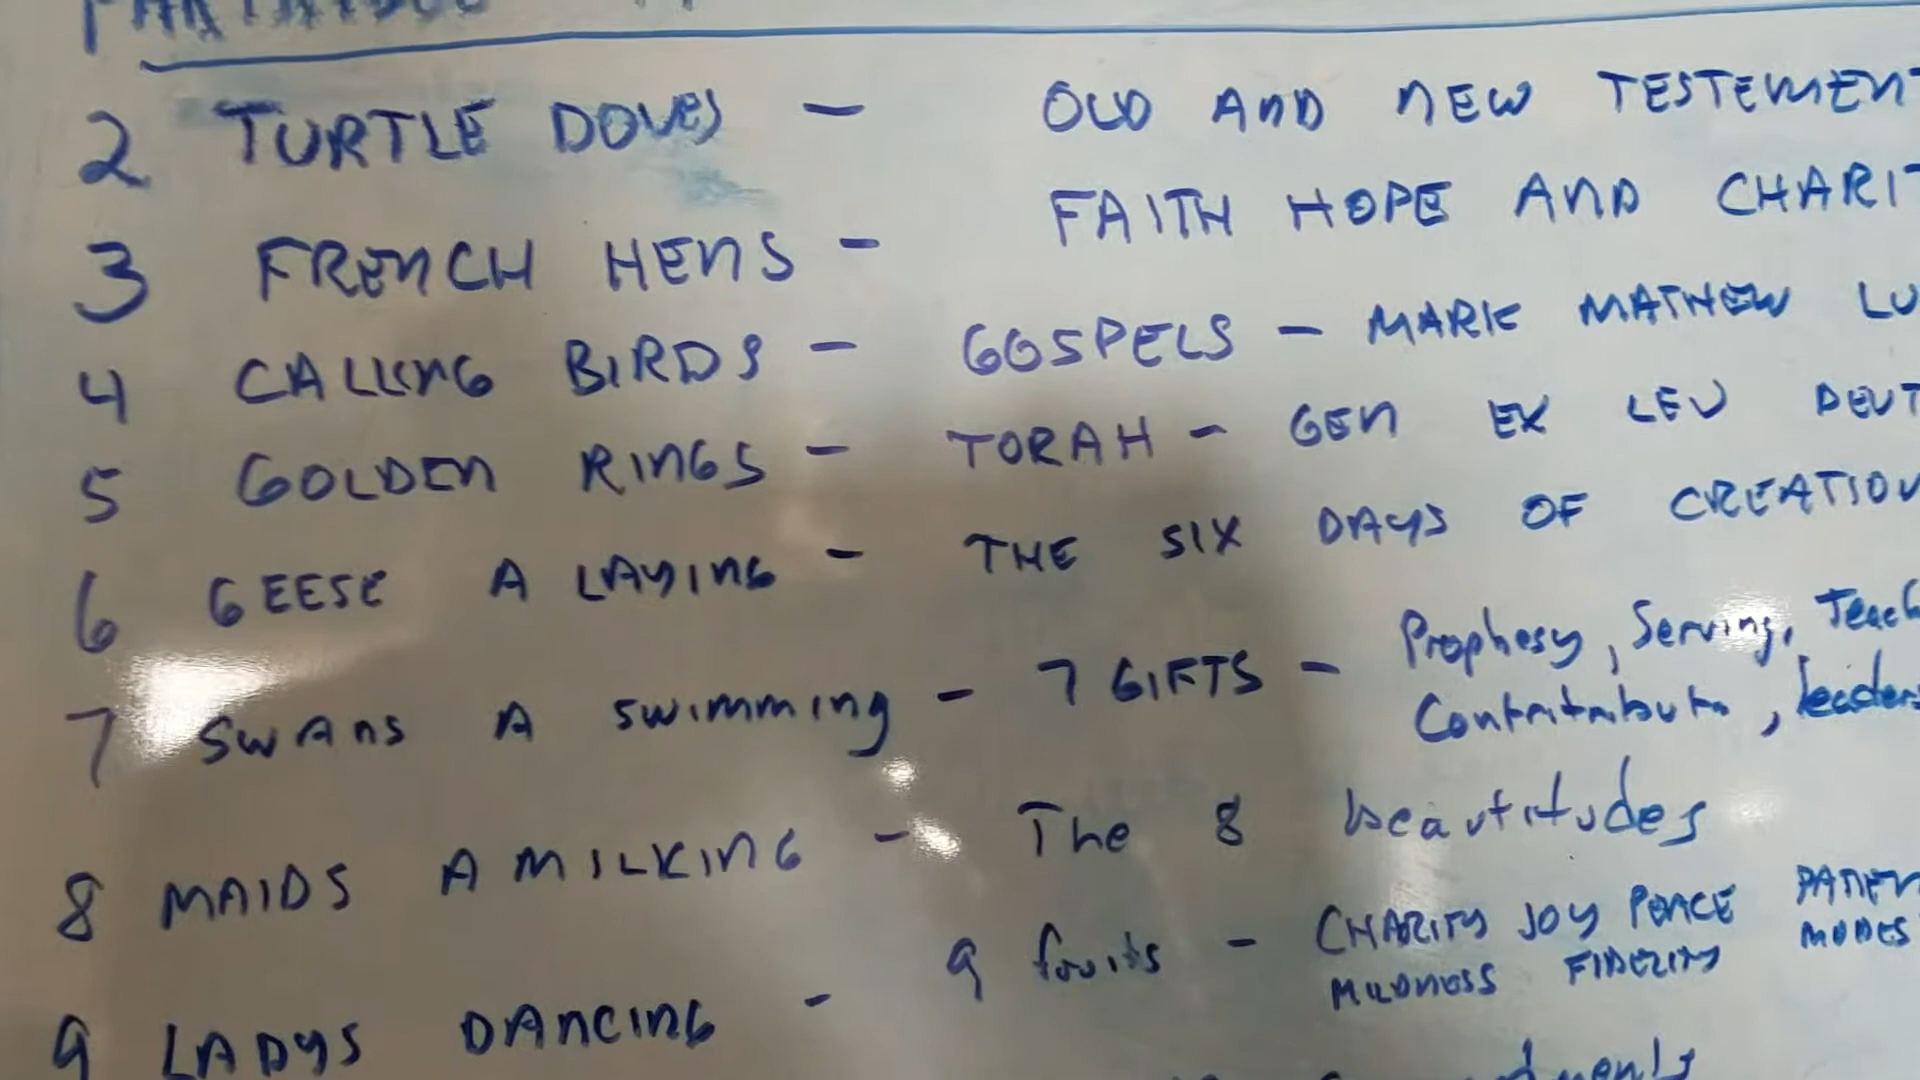 2 TURTLE DOVES - OLD AND NEW TESTEMENT
3 FRENCH HENS - FAITH HOPE AND CHARIT
4 CALLING BIRDS - GOSPELS - MARK MATHEW LU
5 GOLDEN RINGS - TORAH - GEN EX LEV DEUT
6 GEESE A LAYING - THE SIX DAYS OF CREATION
7 SWANS A SWIMMING - 7 GIFTS - Prophesy, Serving, Teach
Contritributn, leaders
8 MAIDS A MILKING - The 8 beautitudes
9 LADYS DANCING - 9 fruits - CHARITY JOY PEACE PATIEN
MILDNESS FIDELITY MODES